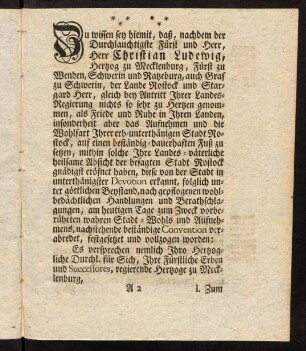 Zu wissen sey hiemit, daß, nachdem der
Durchlauchtigste Fürst und Herr,
Herr Christian Ludewig,
Hertzog zu Mecklenburg, Fürst zu
Wenden, Schwerin und Ratzeburg, auch Graf
zu Schwerin, der Lande Rostock und Star-
gard Herr, gleich bey Antritt Ihrer Landes-
Regierung nichts so sehr zu Hertzen genom-
men, als Friede und Ruhe in Ihren Landen,
insonderheit aber das Aufnehmen und die
Wohlfart Ihrer erb-unterthänigen Stadt Ro-
stock, auf einen beständig-dauerhaften Fuß zu
setzen, mithin solche Ihre Landes-väterliche
heilsame Absicht der besagten Stadt Rostock
gnädigst eröfnet haben, diese von der Stadt in
unterthänigster Devotion erkannt, folglich un-
ter göttlichen Beystand, nach gepflogenen wohl-
bedächtlichen Handlungen und Berathschla-
gungen, am heutigen Tage zum Zweck vorbe-
rührten wahren Stadt-Wohls und Aufneh-
mens, nachstehende beständige Convention ver-
abredet, festgesetzet und vollzogen worden:
Es versprechen nemlich Ihro Hertzog-
liche Durchl. für Sich, Ihre Fürstliche Erben
und Successores, regierende Hertzoge zu Meck-
lenburg,
A 2 I. Zum